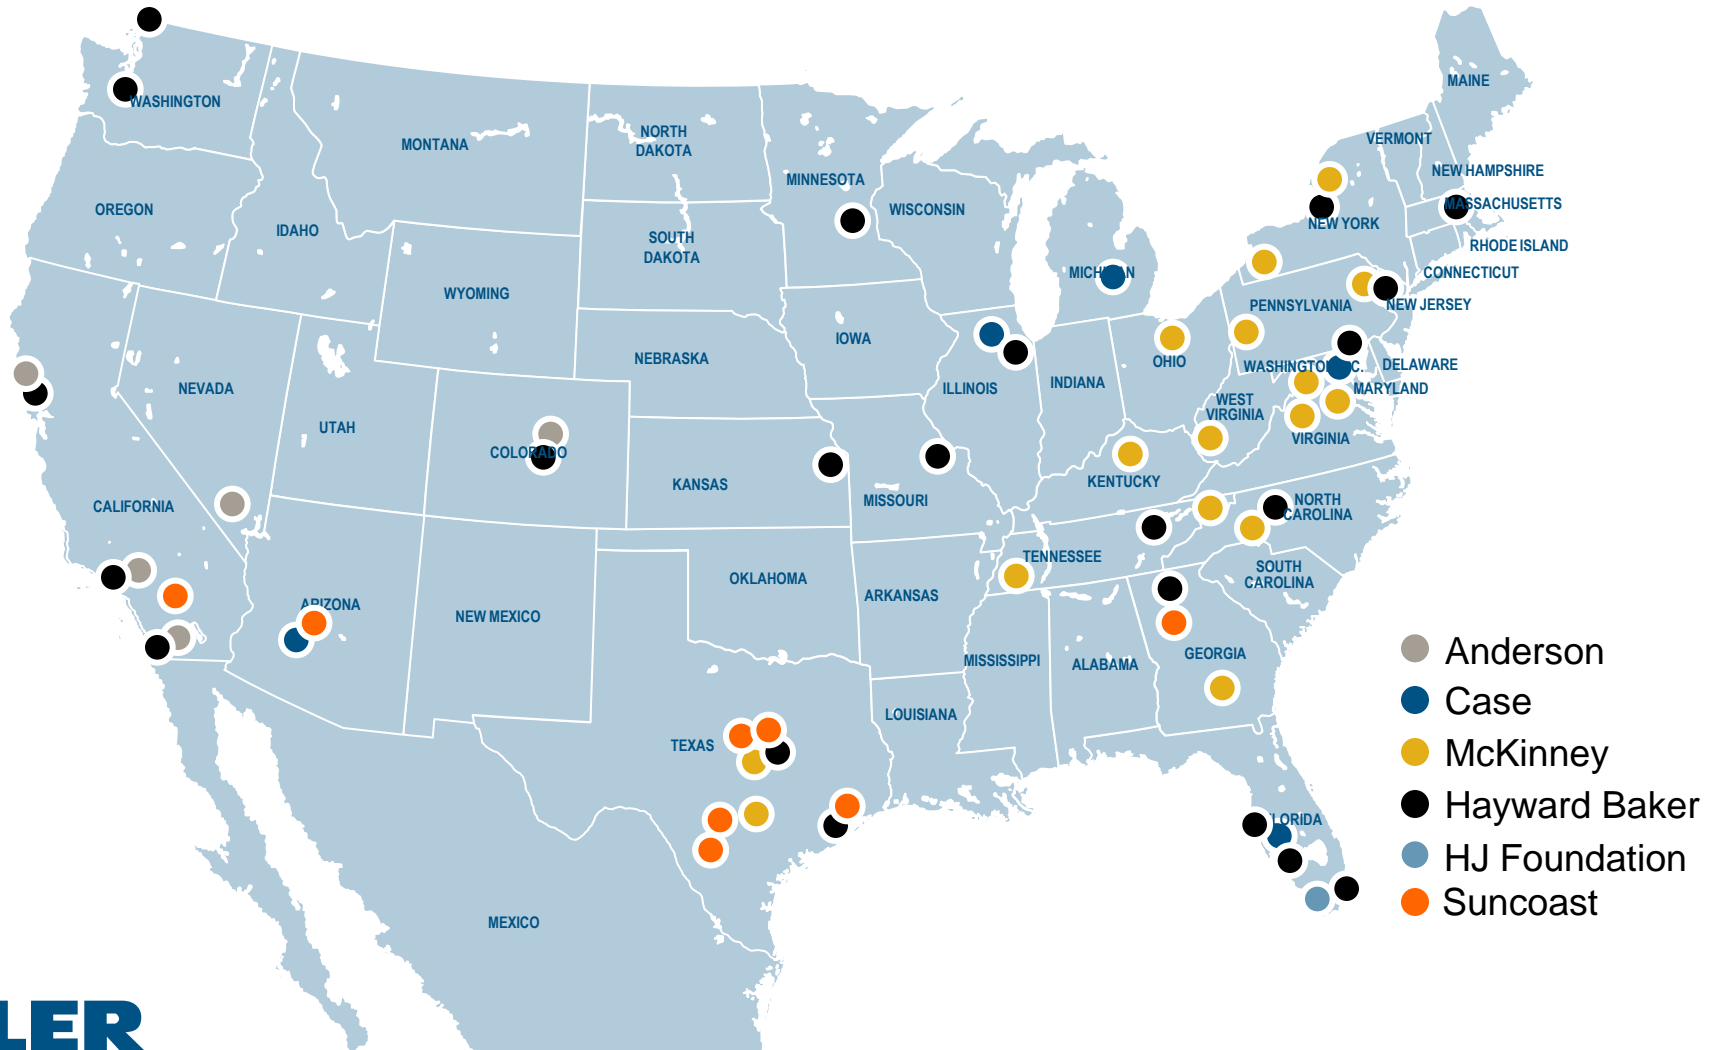 MAINE
WASHINGTON
NORTH
DAKOTA
VERMONT
MONTANA
NEW HAMPSHIRE
MINNESOTA
WISCONSIN
MASSACHUSETTS
OREGON
NEW YORK
IDAHO
SOUTH
DAKOTA
RHODE ISLAND
CONNECTICUT
WYOMING
PENNSYLVANIA
NEW JERSEY
IOWA
NEBRASKA
OHIO
WASHINGTON
DELAWARE
NEVADA
ILLINOIS
INDIANA
MARYLAND
WEST
VIRGINIA
UTAH
VIRGINIA
COLORADO
KANSAS
KENTUCKY
CALIFORNIA
MISSOURI
NORTH
CAROLINA
TENNESSEE
OKLAHOMA
SOUTH
CAROLINA
ARKANSAS
ARIZONA
NEW MEXICO
MISSISSIPPI
ALABAMA
GEORGIA
LOUISIANA
TEXAS
MEXICO
Anderson
Case
McKinney
Hayward Baker
HJ Foundation
Suncoast
LER